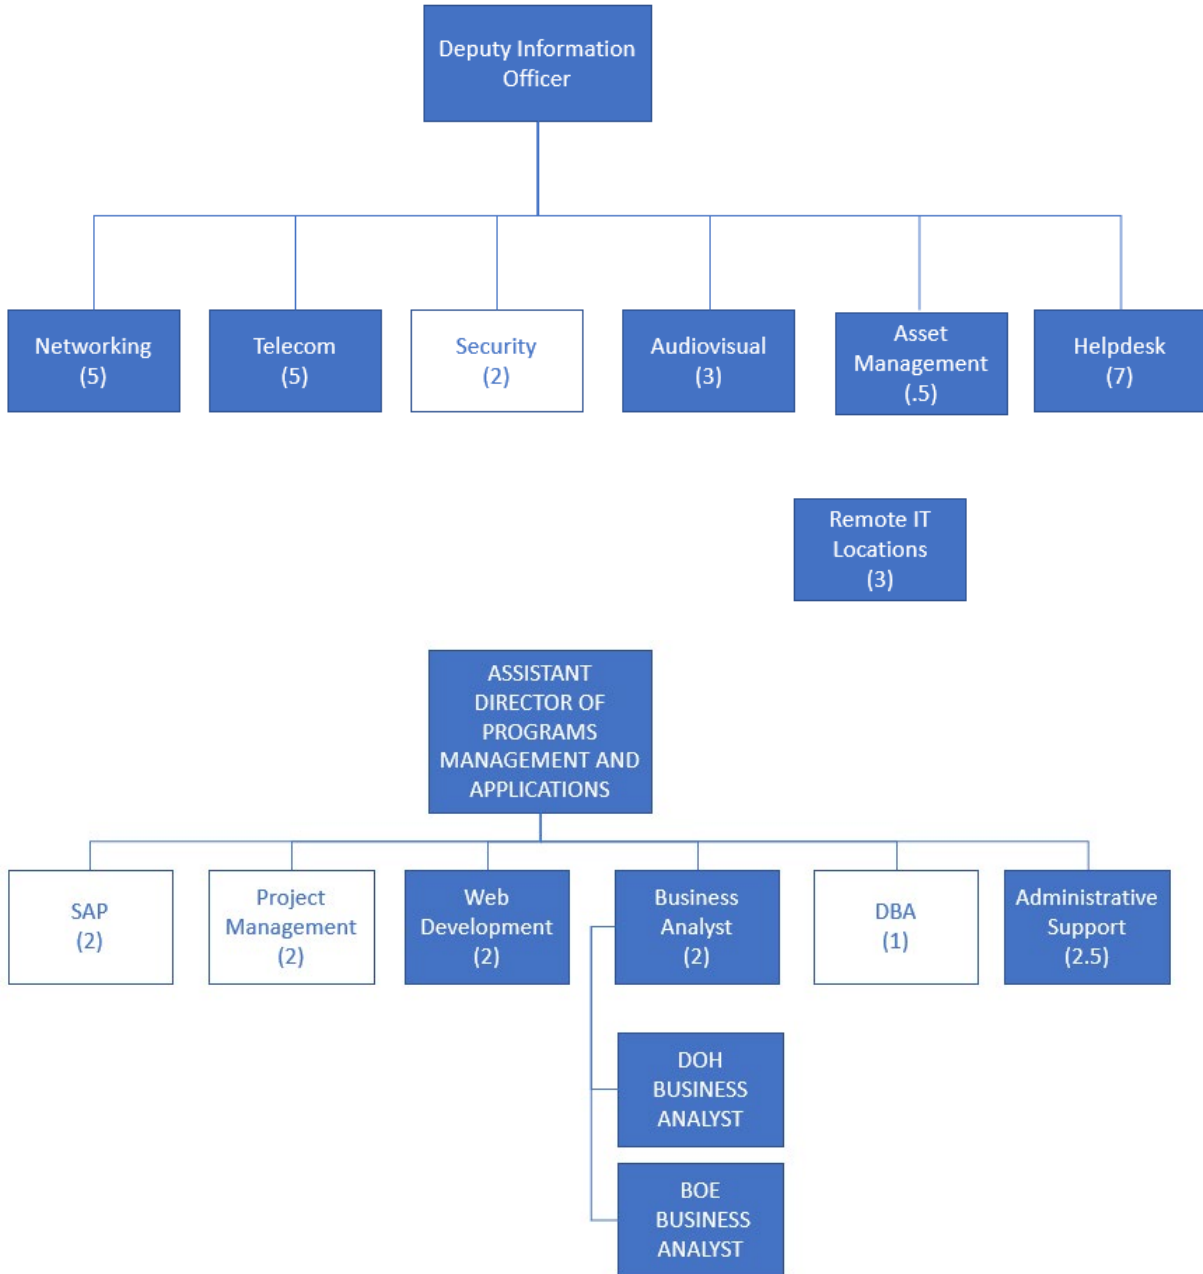 Deputy Information
Officer
Networking
(5)
Telecom
(5)
Security
(2)
Audiovisual
(3)
Asset
Management
(.5)
Helpdesk
(7)
Remote IT
Locations
(3)
ASSISTANT
DIRECTOR OF
PROGRAMS
MANAGEMENT AND
APPLICATIONS
SAP
(2)
Project
Management
(2)
Web
Development
(2)
Business
Analyst
(2)
DBA
(1)
Administrative
Support
(2.5)
DOH
BUSINESS
ANALYST
BOE
BUSINESS
ANALYST